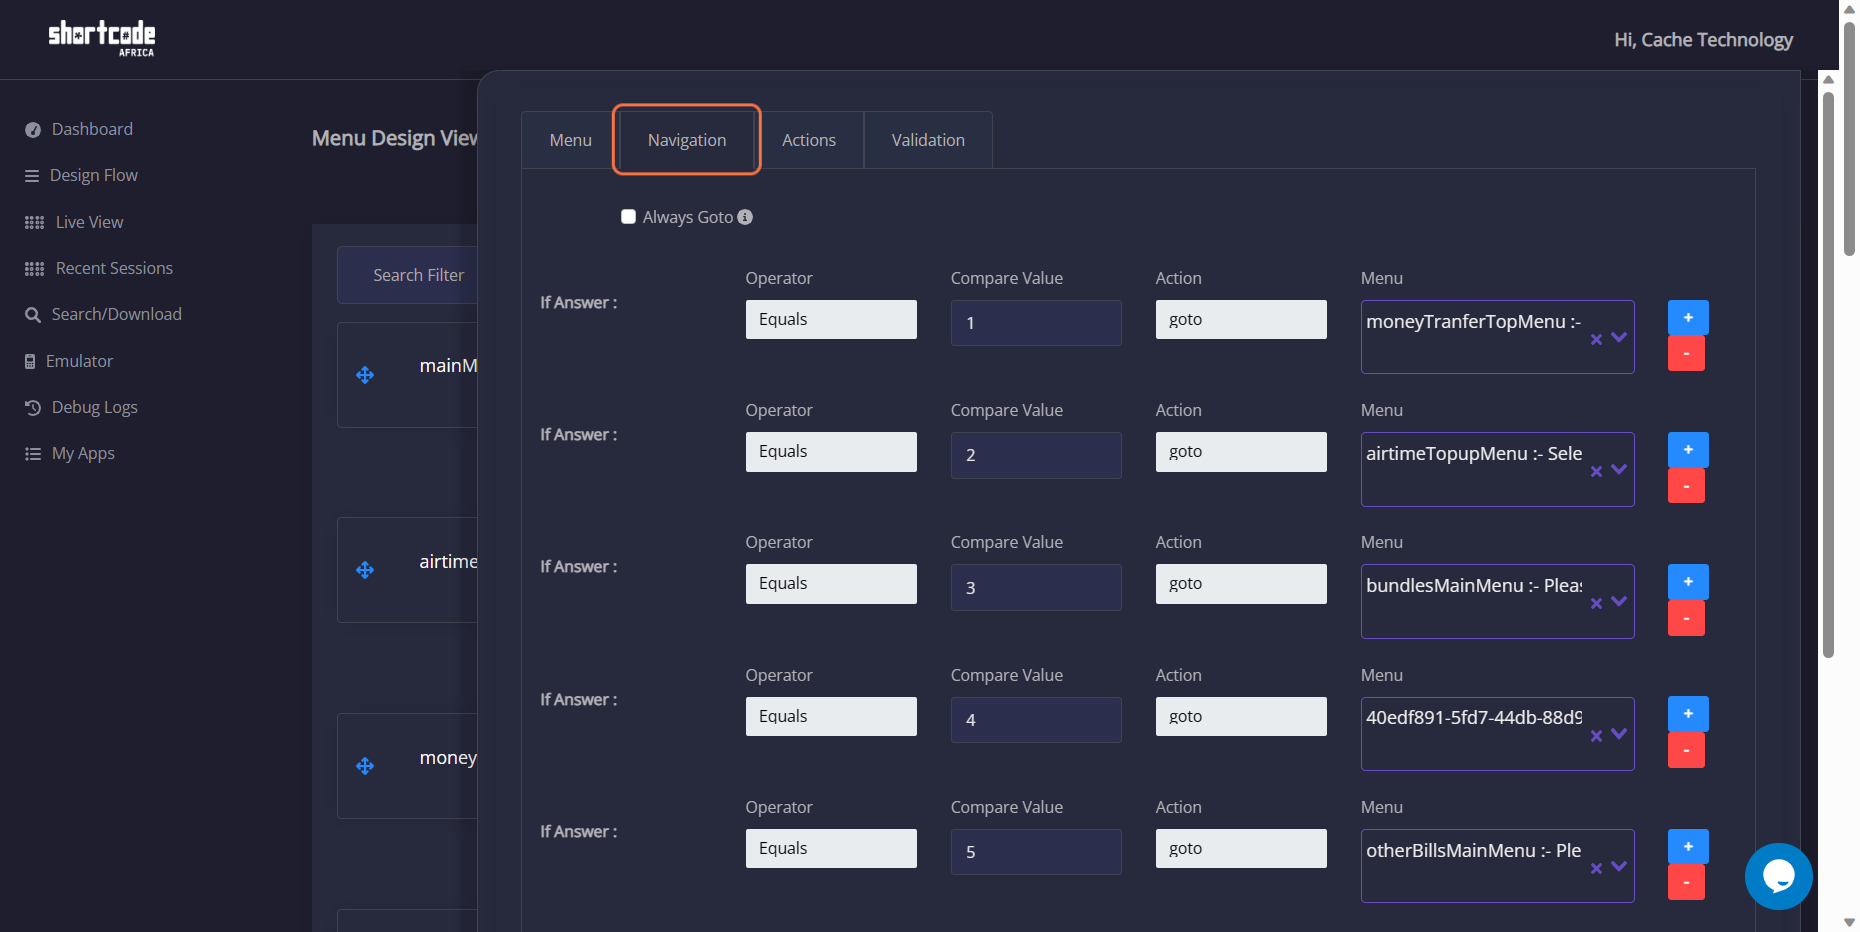 shortcode
AFRICA
Hi, Cache Technology
Dashboard
Design Flow
Live View
Recent Sessions
Search/Download
Emulator
Debug Logs
My Apps
Menu Design View
Search Filter
mainM
airtime
money
Menu Navigation Actions Validation
Always Goto
If Answer :
Operator Compare Value Action Menu
Equals 1 goto moneyTranferTopMenu :-
+
-
If Answer :
Operator Compare Value Action Menu
Equals 2 goto airtimeTopupMenu :- Sele
+
-
If Answer :
Operator Compare Value Action Menu
Equals 3 goto bundlesMainMenu :- Pleas
+
-
If Answer :
Operator Compare Value Action Menu
Equals 4 goto 40edf891-5fd7-44db-88d9
+
-
If Answer :
Operator Compare Value Action Menu
Equals 5 goto otherBillsMainMenu :- Ple
+
-